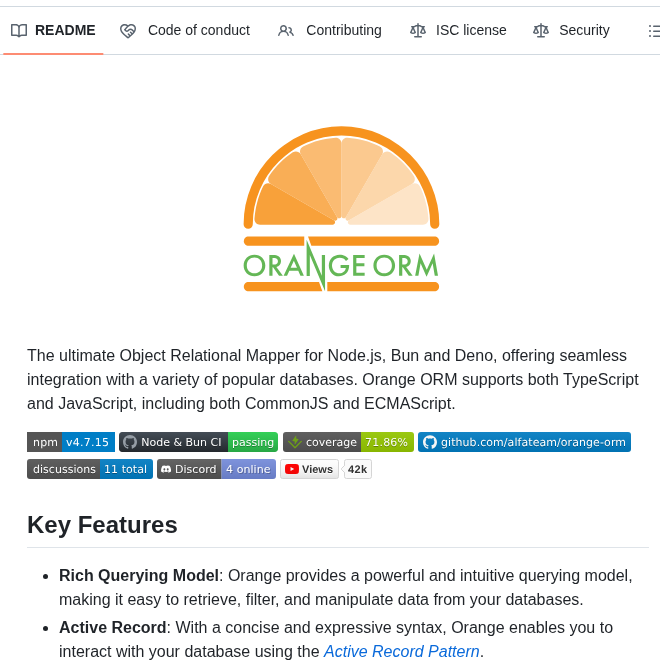 README Code of conduct Contributing ISC license Security
ORANGE ORM
The ultimate Object Relational Mapper for Node.js, Bun and Deno, offering seamless
integration with a variety of popular databases. Orange ORM supports both TypeScript
and JavaScript, including both CommonJS and ECMAScript.
npm v4.7.15 Node & Bun CI passing coverage 71.86% github.com/alfateam/orange-orm
discussions 11 total Discord 4 online Views 42k
Key Features
• Rich Querying Model: Orange provides a powerful and intuitive querying model,
making it easy to retrieve, filter, and manipulate data from your databases.
• Active Record: With a concise and expressive syntax, Orange enables you to
interact with your database using the Active Record Pattern.